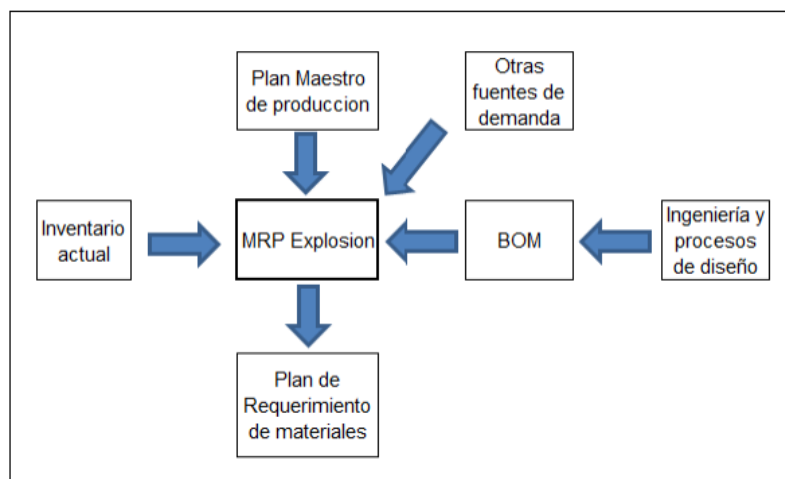 Plan Maestro
de produccion
Otras
fuentes de
demanda
Inventario
actual
MRP Explosion
BOM
Ingeniería y
procesos
de diseño
Plan de
Requerimiento
de materiales